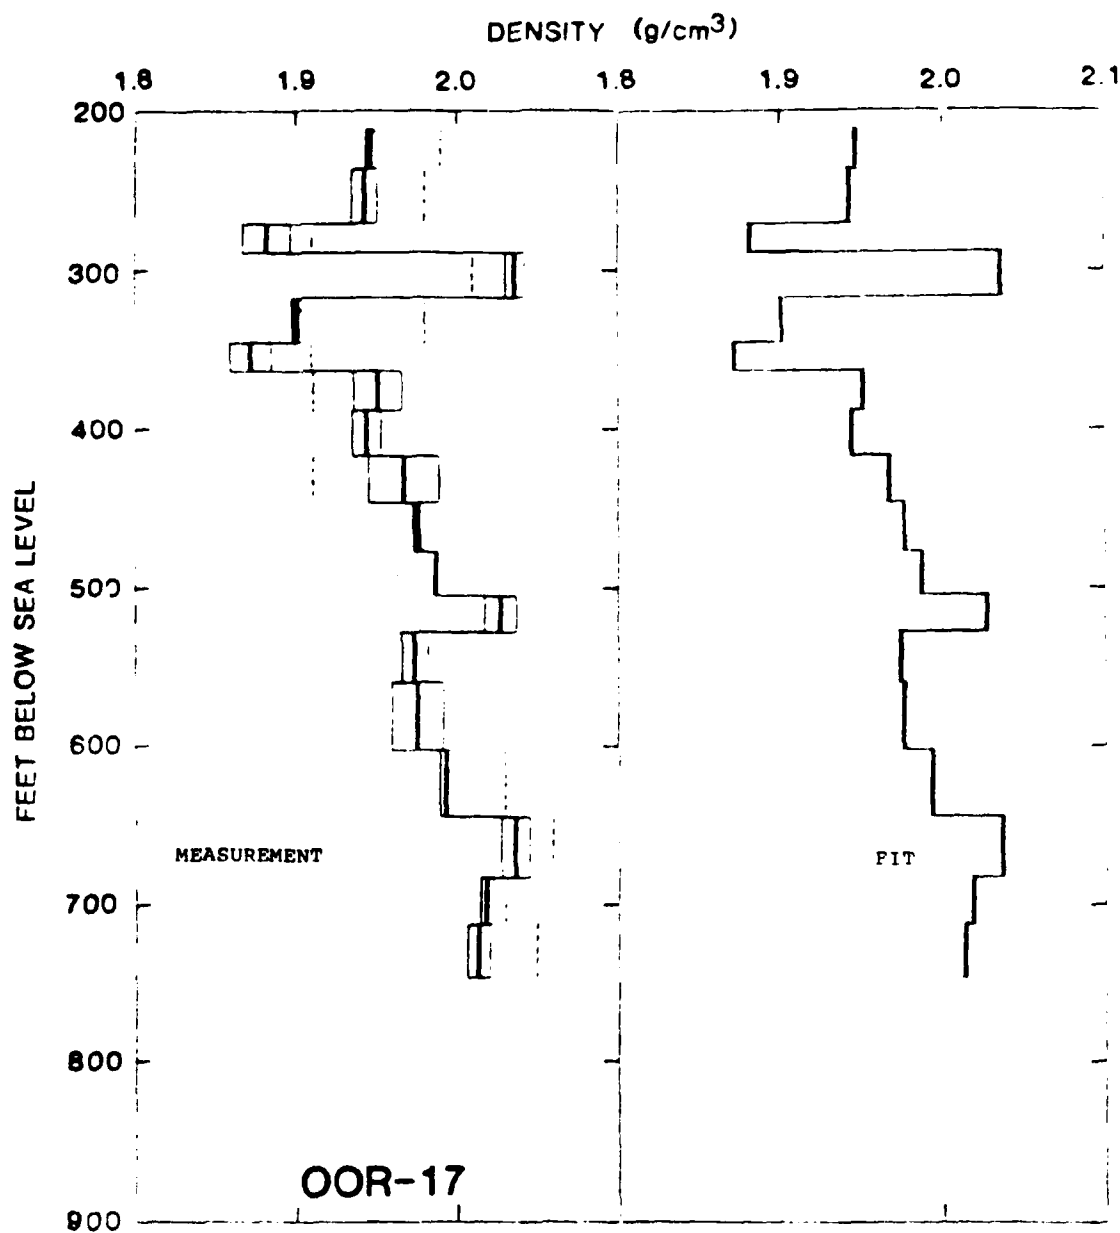 DENSITY (g/cm3)
1.8 1.9 2.0 1.8 1.9 2.0 2.1
200
300
400
500
600
700
800
900
FEET BELOW SEA LEVEL
MEASUREMENT
FIT
OOR-17